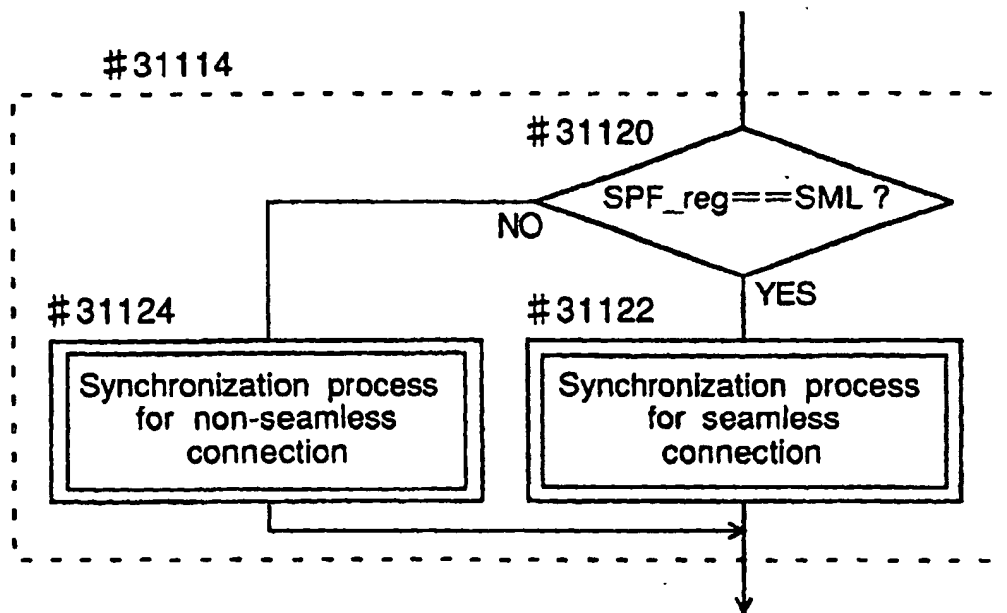 #31114
#31120
SPF_reg==SML ?
NO
YES
#31124
#31122
Synchronization process
for non-seamless
connection
Synchronization process
for seamless
connection